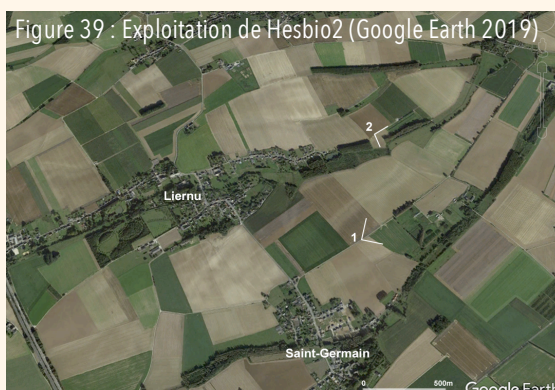 Figure 39 : Exploitation de Hesbio2 (Google Earth 2019)
2
Liernu
1
Saint-Germain
0 500m
Google Earth